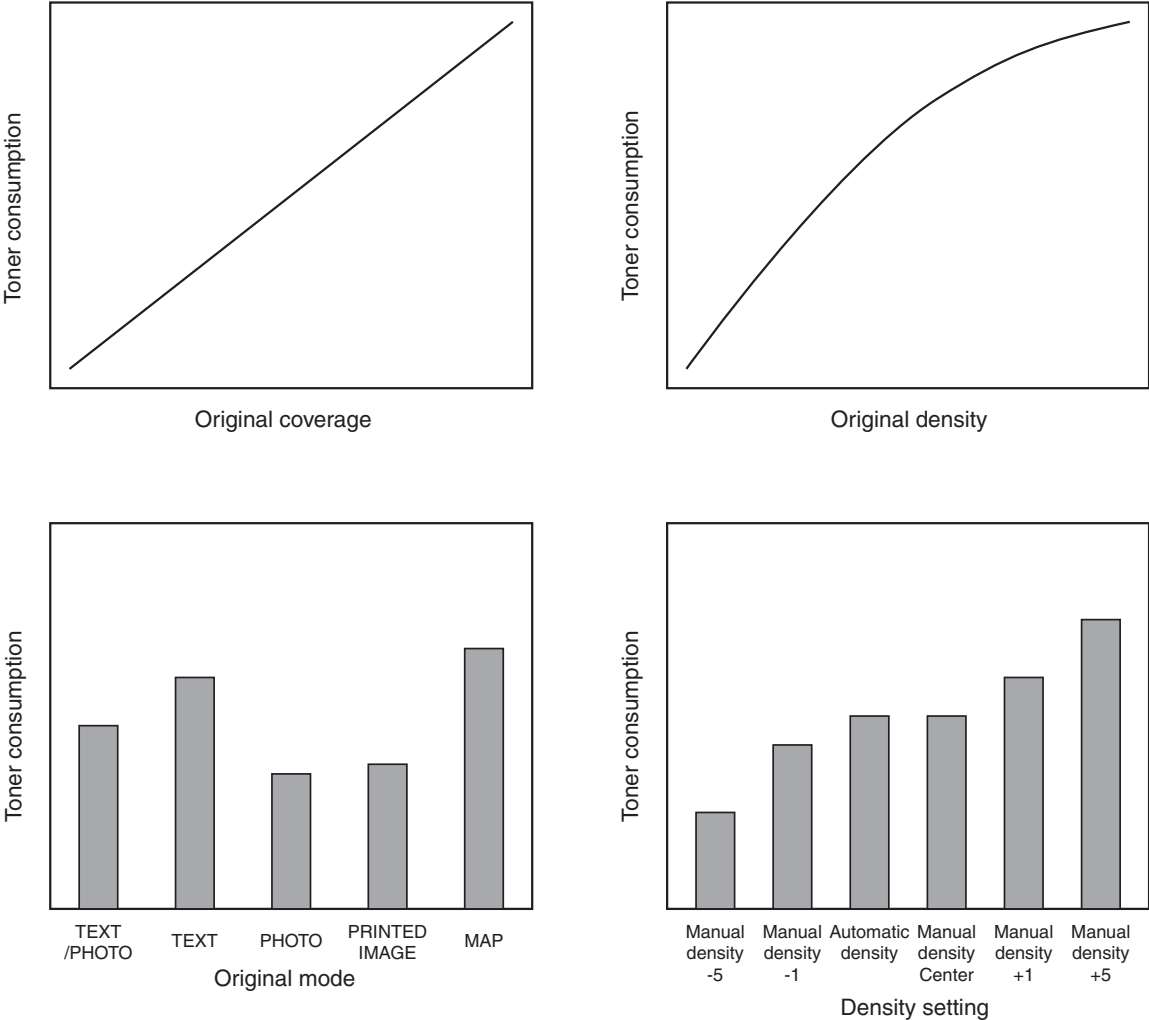 Toner consumption
Original coverage
Toner consumption
Original density
Toner consumption
TEXT
/PHOTO
TEXT
PHOTO
PRINTED
IMAGE
MAP
Original mode
Toner consumption
Manual
density
-5
Manual
density
-1
Automatic
density
Manual
density
Center
Manual
density
+1
Manual
density
+5
Density setting